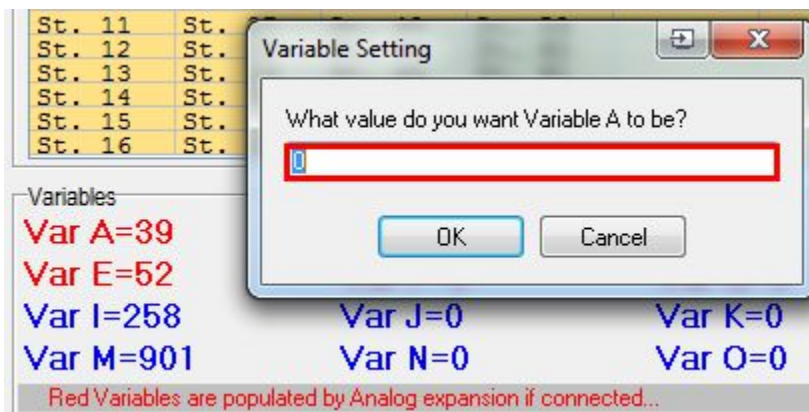 St. 11 St.
St. 12 St.
St. 13 St.
St. 14 St.
St. 15 St.
St. 16 St.
Variable Setting
What value do you want Variable A to be?
0
OK Cancel
Variables
Var A=39
Var E=52
Var I=258 Var J=0 Var K=0
Var M=901 Var N=0 Var O=0
Red Variables are populated by Analog expansion if connected...